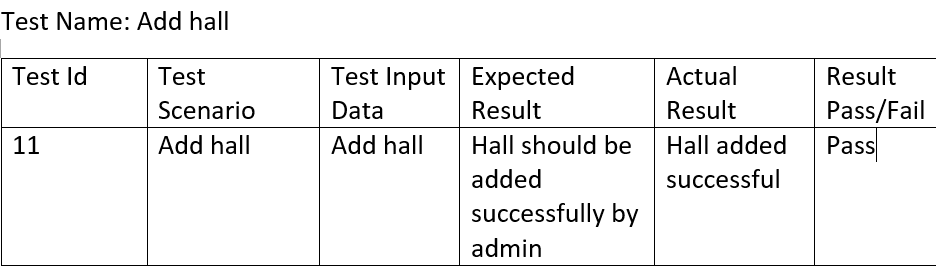 Test Name: Add hall
Test Id
Test
Scenario
Test Input
Data
Expected
Result
Actual
Result
Result
Pass/Fail
11
Add hall
Add hall
Hall should be
added
successfully by
admin
Hall added
successful
Pass